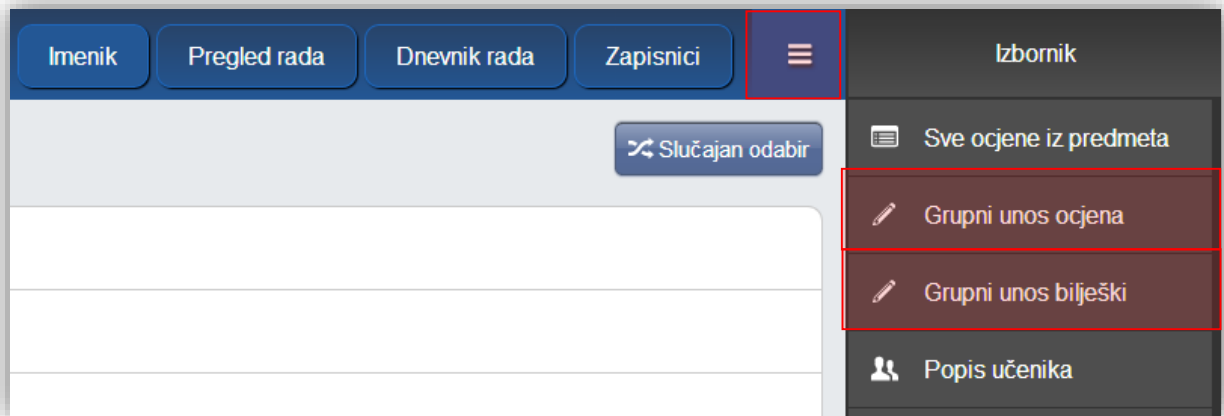 Imenik
Pregled rada
Dnevnik rada
Zapisnici
Slučajan odabir
Izbornik
Sve ocjene iz predmeta
Grupni unos ocjena
Grupni unos bilješki
Popis učenika